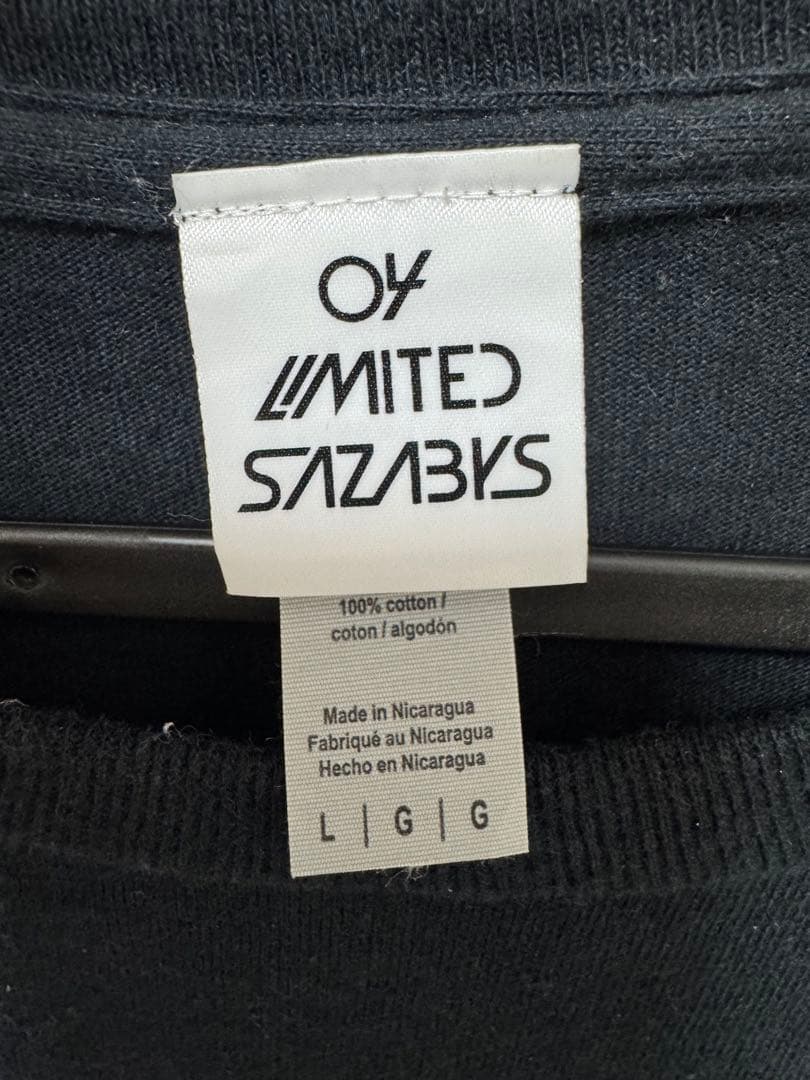 04
LIMITED
SAZABYS
100% cotton /
coton / algodón
Made in Nicaragua
Fabriqué au Nicaragua
Hecho en Nicaragua
L | G | G